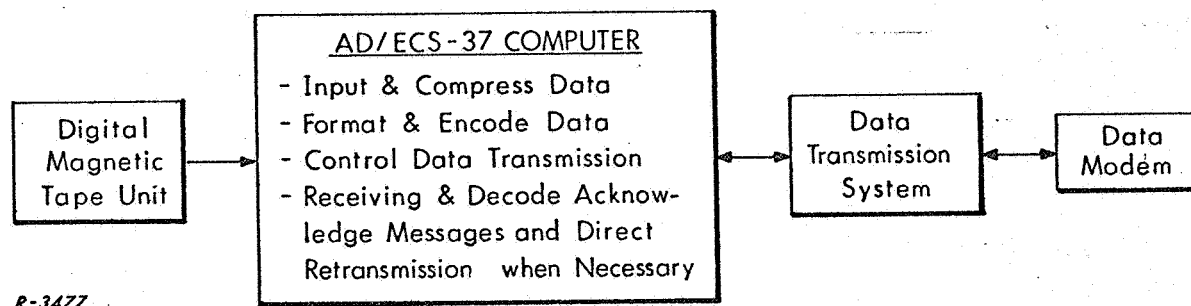 Digital
Magnetic
Tape Unit
AD/ECS-37 COMPUTER
- Input & Compress Data
- Format & Encode Data
- Control Data Transmission
- Receiving & Decode Acknow-
ledge Messages and Direct
Retransmission when Necessary
Data
Transmission
System
Data
Modem
R-3477